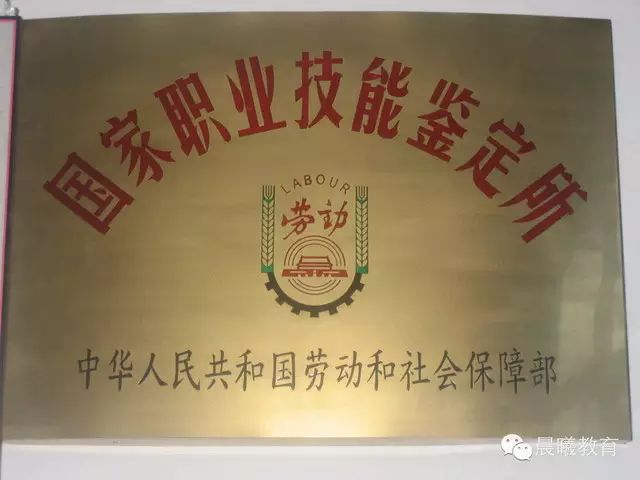 国家职业技能鉴定所
LABOUR
劳动
中华人民共和国劳动和社会保障部
晨曦教育